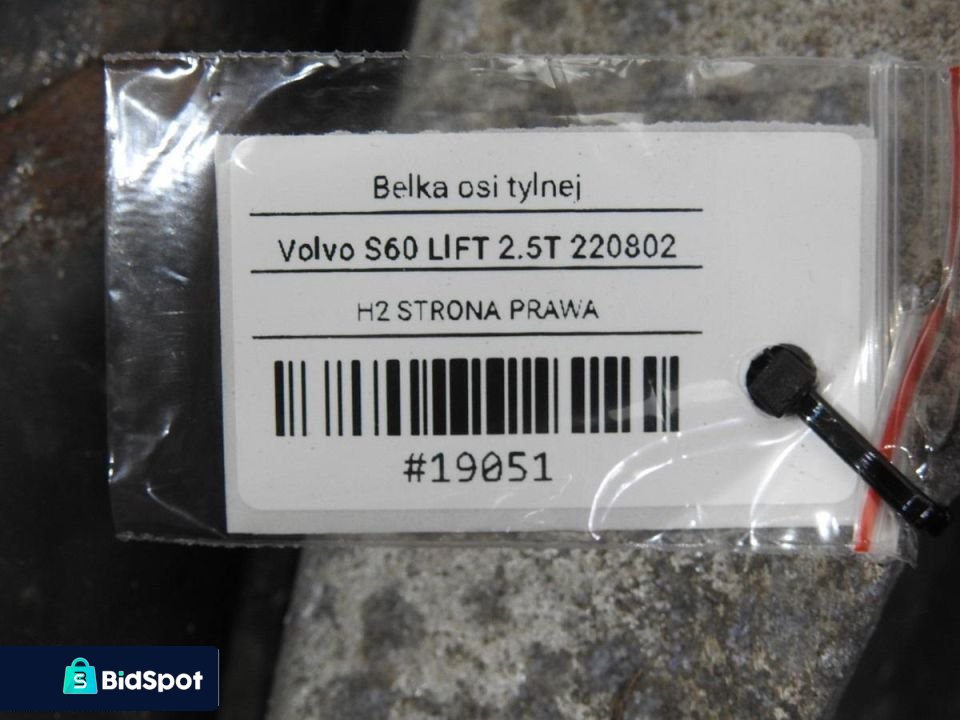 Belka osi tylnej
Volvo S60 LIFT 2.5T 220802
H2 STRONA PRAWA
#19051
BidSpot